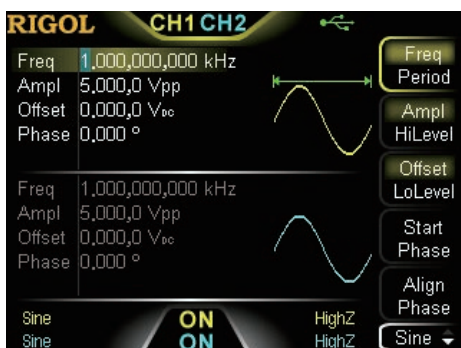 RIGOL CH1 CH2
Freq 1.000,000,000 kHz
Ampl 5.000,0 Vpp
Offset 0.000,0 VDC
Phase 0.000 °
Freq 1.000,000,000 kHz
Ampl 5.000,0 Vpp
Offset 0.000,0 VDC
Phase 0.000 °
Sine ON HighZ
Sine ON HighZ
Freq
Period
Ampl
HiLevel
Offset
LoLevel
Start
Phase
Align
Phase
Sine